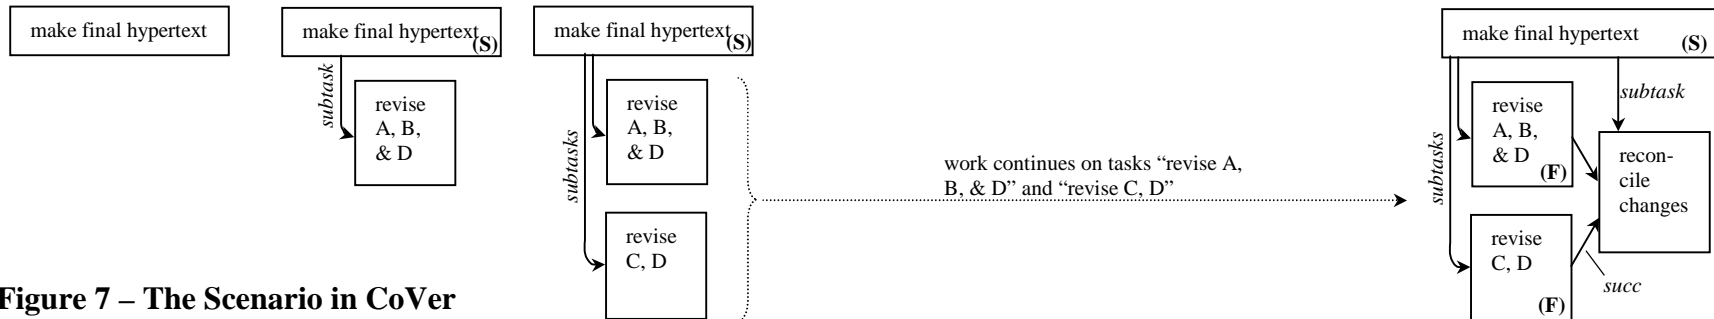 make final hypertext
make final hypertext
(S)
subtask
revise
A, B,
& D
make final hypertext
(S)
subtasks
revise
A, B,
& D
revise
C, D
work continues on tasks “revise A,
B, & D” and “revise C, D”
make final hypertext
(S)
subtask
subtasks
revise
A, B,
& D
(F)
recon-
cile
changes
revise
C, D
(F)
succ
Figure 7 – The Scenario in CoVer